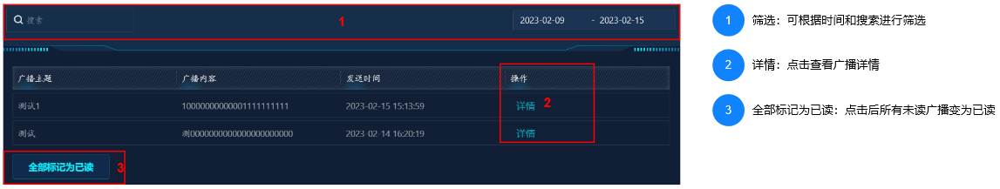 搜索
1
2023-02-09 - 2023-02-15
广播主题 广播内容 发送时间 操作
测试1 10000000000001111111111 2023-02-15 15:13:59 详情 2
测试 测0000000000000000000000 2023-02-14 16:20:19 详情
全部标记为已读 3
1 筛选：可根据时间和搜索进行筛选
2 详情：点击查看广播详情
3 全部标记为已读：点击后所有未读广播变为已读